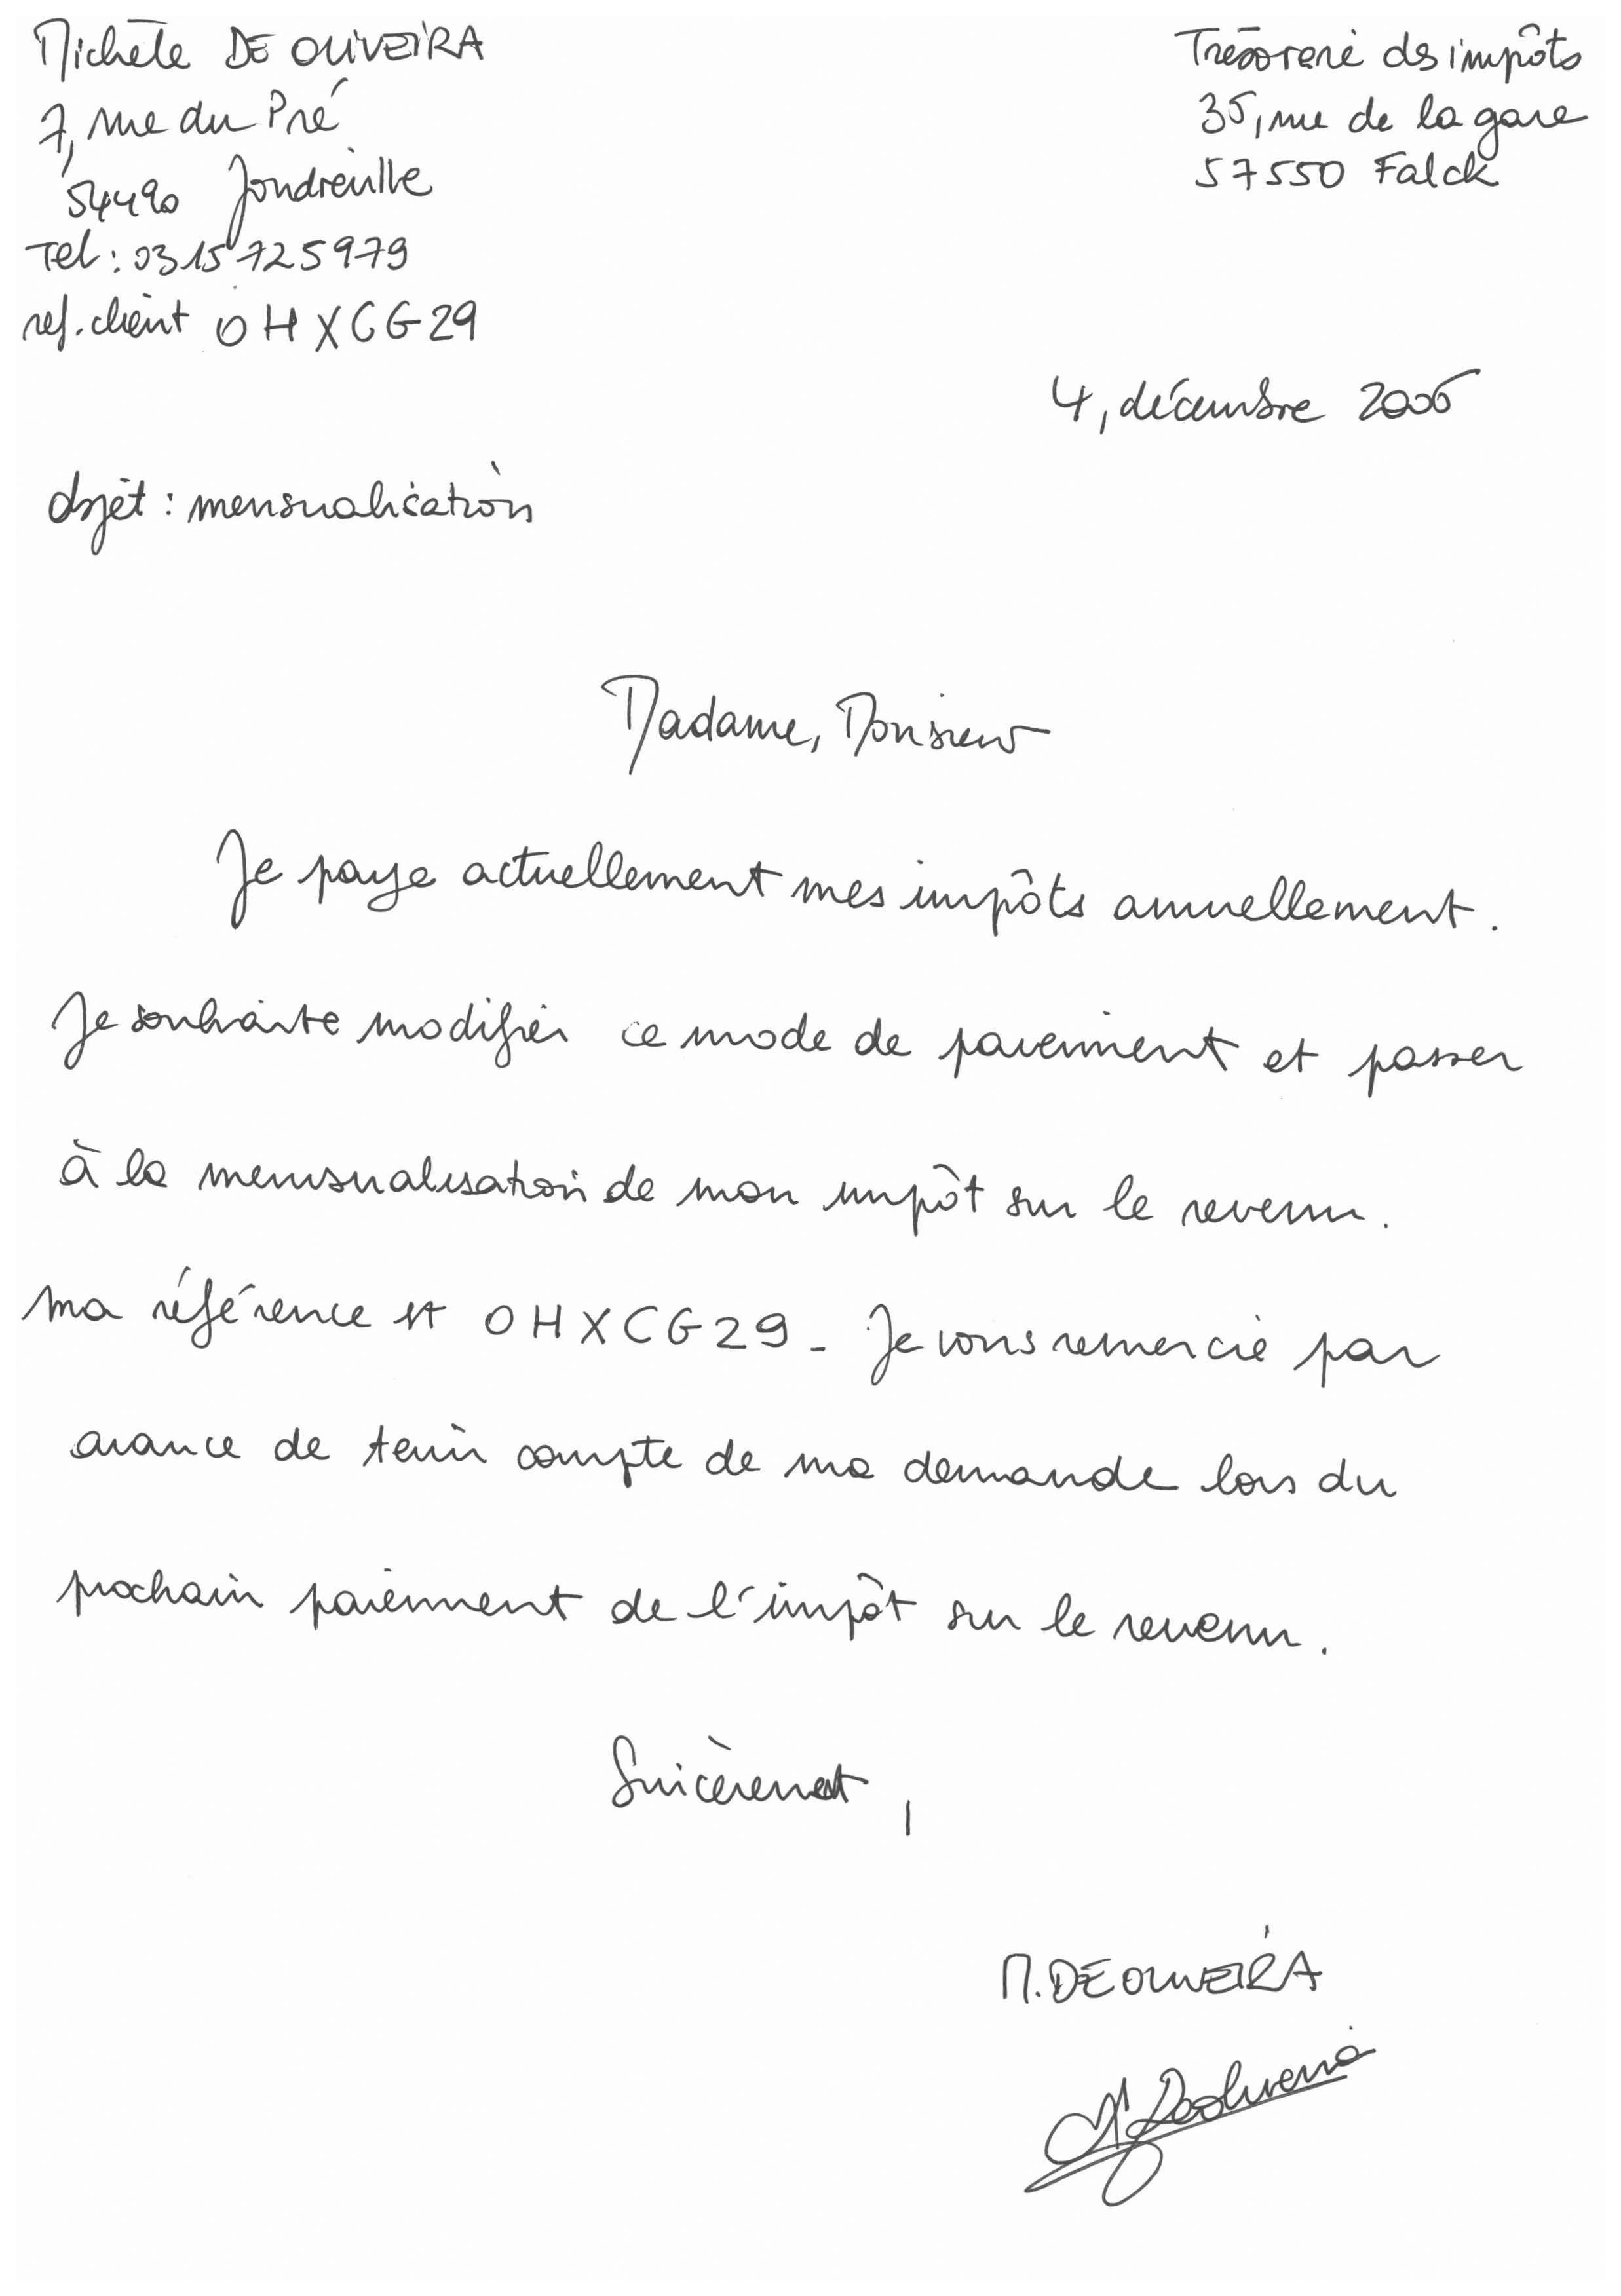 Michèle DE OLIVEIRA
7, rue du Pré
54490 Jondreville
Tel : 0315725979
ref. client OHXCG29
Trésorerie des impôts
35, rue de la gare
57550 Falck
4, décembre 2006
objet : mensualisation
Madame, Monsieur
Je paye actuellement mes impôts annuellement.
Je souhaite modifier ce mode de paiement et passer
à la mensualisation de mon impôt sur le revenu.
Ma référence est OHXCG29 - Je vous remercie par
avance de tenir compte de ma demande lors du
prochain paiement de l'impôt sur le revenu.
Sincèrement,
M. DE OLIVEIRA
M. Deoliveira